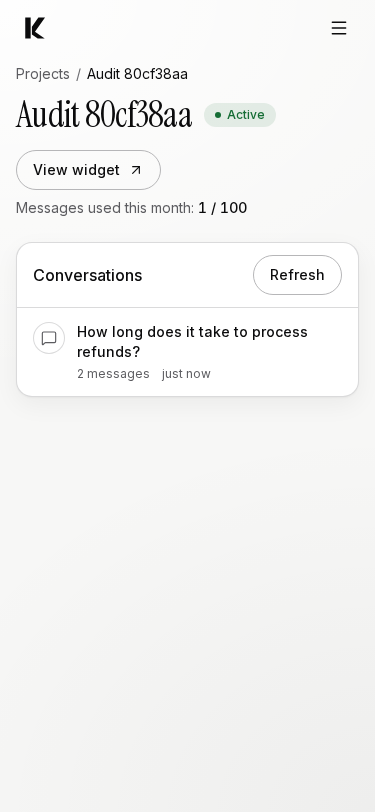 K
Projects / Audit 80cf38aa
Audit 80cf38aa
Active
View widget
Messages used this month: 1 / 100
Conversations
Refresh
How long does it take to process
refunds?
2 messages just now